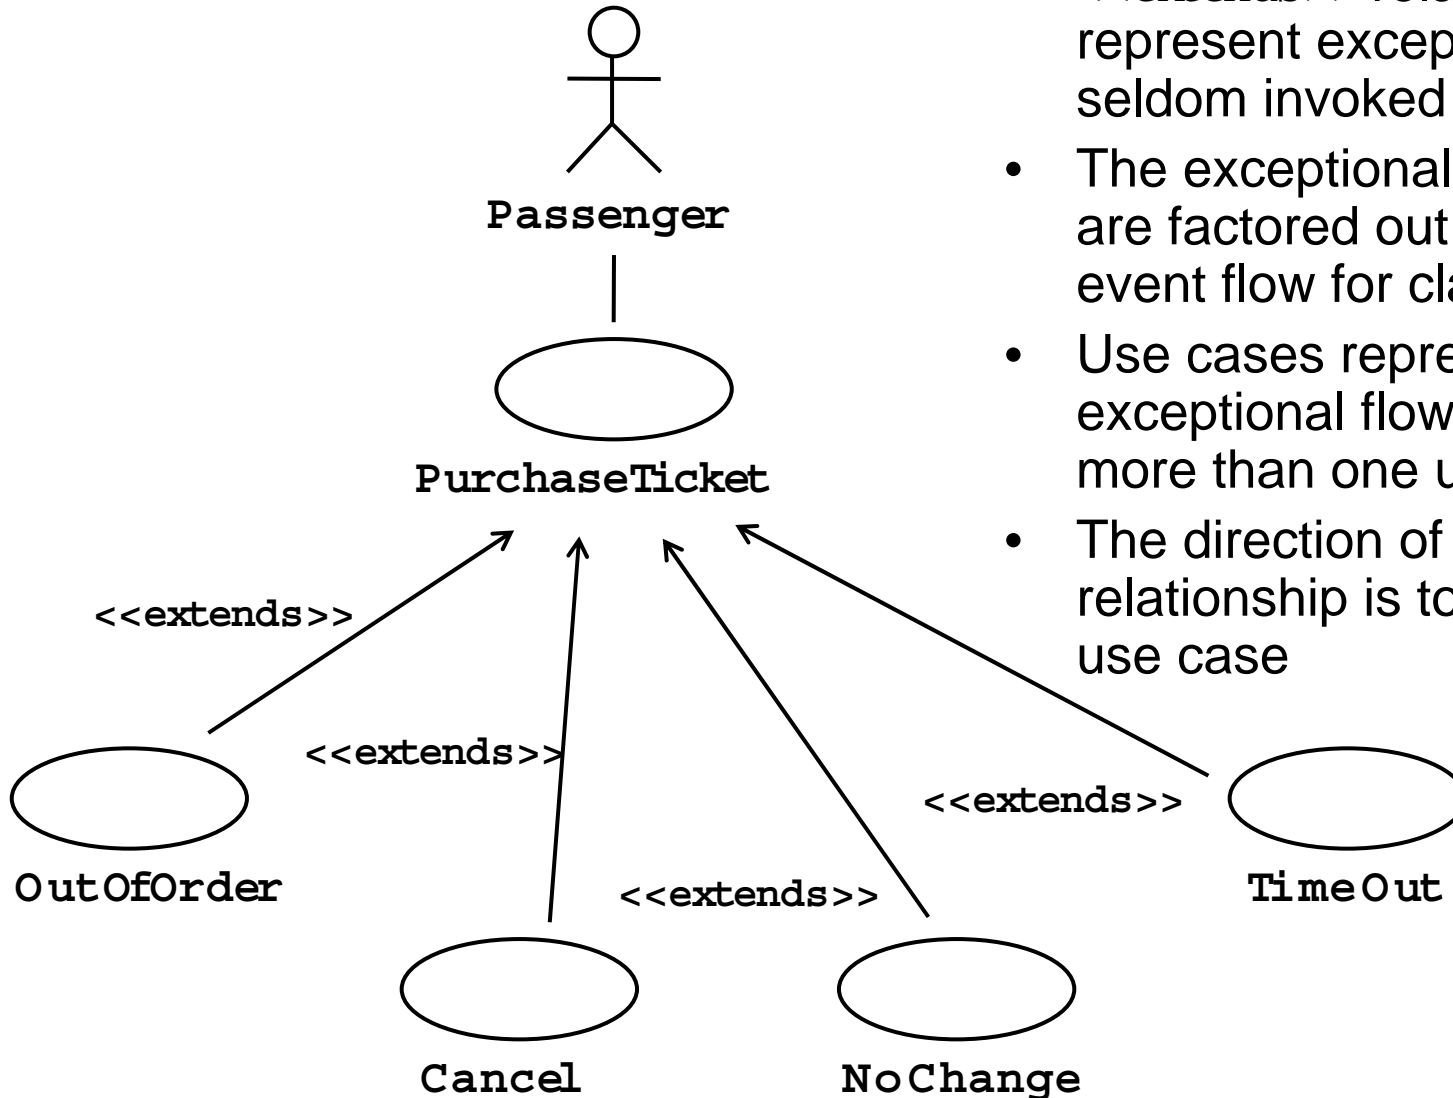 Passenger
PurchaseTicket
<<extends>>
<<extends>>
<<extends>>
<<extends>>
OutOfOrder
Cancel
NoChange
TimeOut
represent excep
seldom invoked
• The exceptional
are factored out
event flow for cla
• Use cases repre
exceptional flow
more than one u
• The direction of
relationship is to
use case